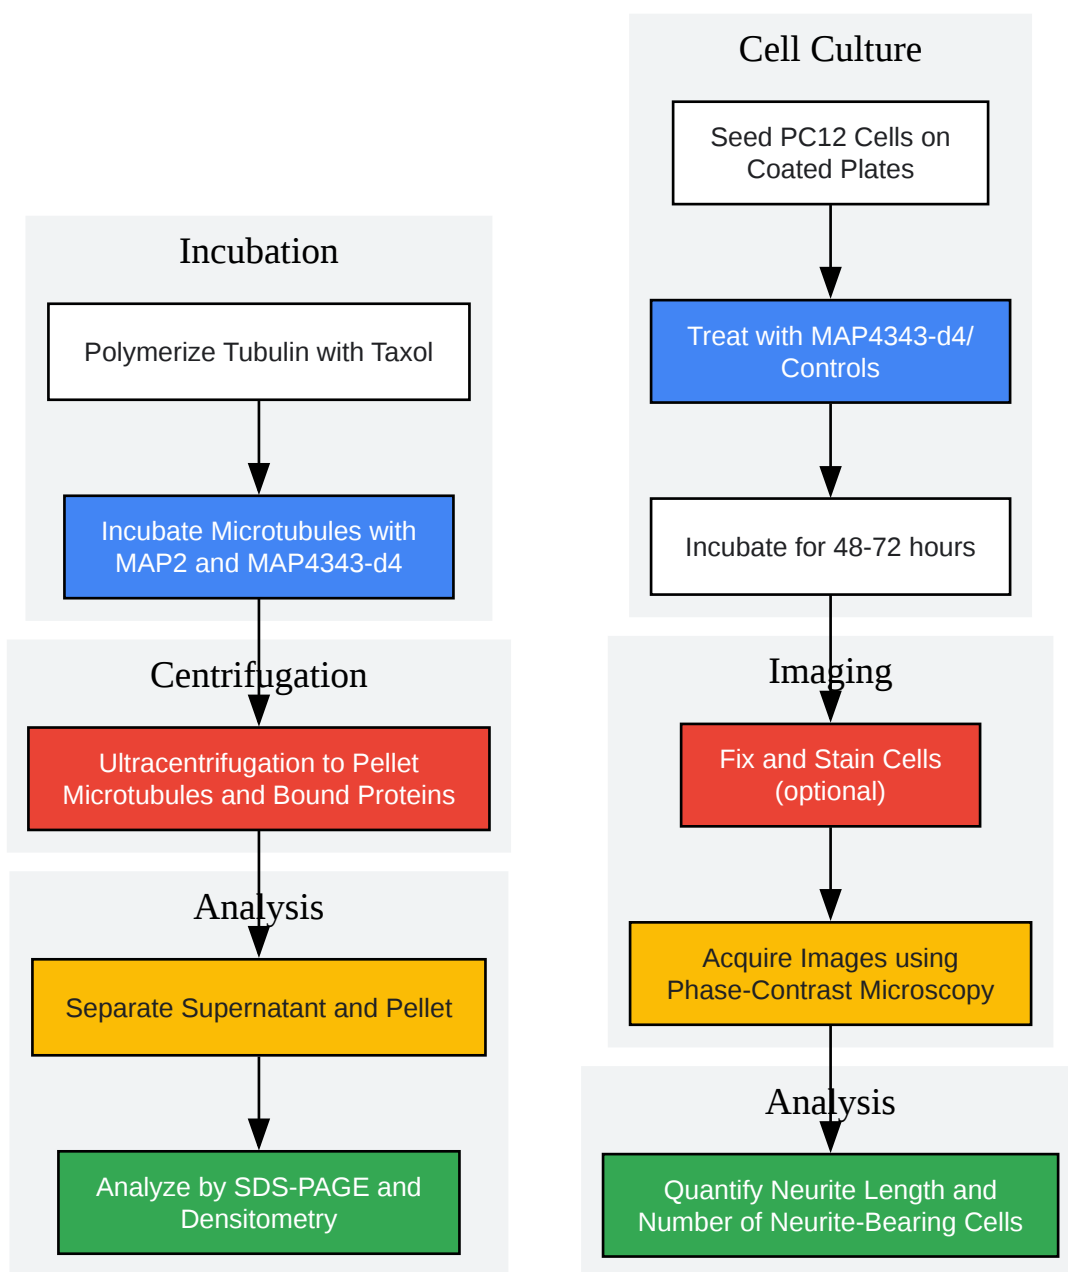 Incubation
Polymerize Tubulin with Taxol
Incubate Microtubules with
MAP2 and MAP4343-d4
Centrifugation
Ultracentrifugation to Pellet
Microtubules and Bound Proteins
Analysis
Separate Supernatant and Pellet
Analyze by SDS-PAGE and
Densitometry
Cell Culture
Seed PC12 Cells on
Coated Plates
Treat with MAP4343-d4/
Controls
Incubate for 48-72 hours
Imaging
Fix and Stain Cells
(optional)
Acquire Images using
Phase-Contrast Microscopy
Analysis
Quantify Neurite Length and
Number of Neurite-Bearing Cells